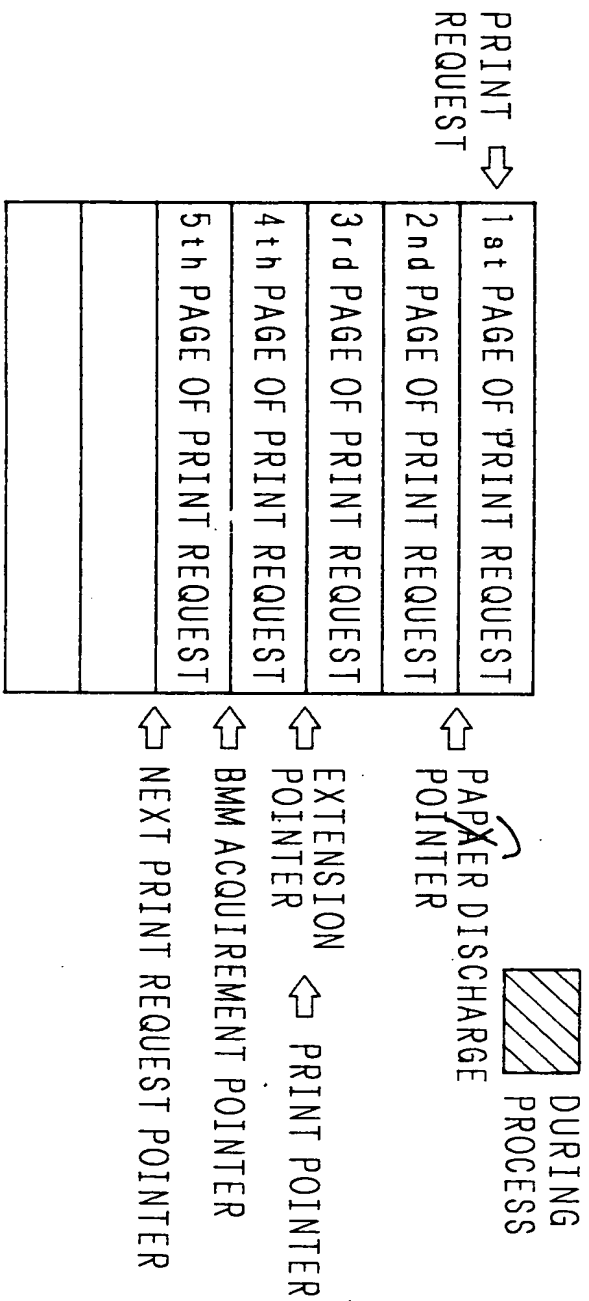 PRINT
REQUEST
1st PAGE OF PRINT REQUEST
2nd PAGE OF PRINT REQUEST
3rd PAGE OF PRINT REQUEST
4th PAGE OF PRINT REQUEST
5th PAGE OF PRINT REQUEST
DURING
PROCESS
PAPAER DISCHARGE
POINTER
EXTENSION
POINTER
PRINT POINTER
BMM ACQUIREMENT POINTER
NEXT PRINT REQUEST POINTER